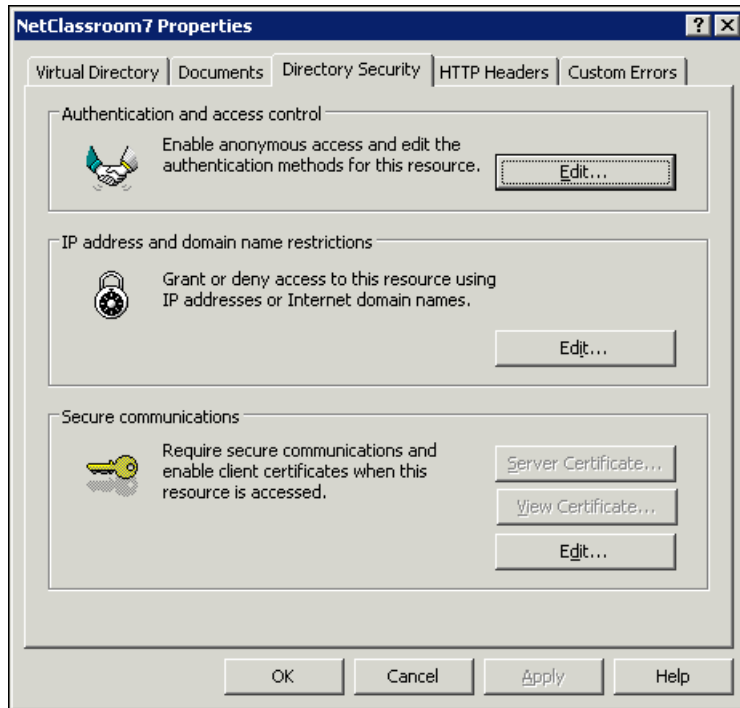 NetClassroom7 Properties
Virtual Directory Documents Directory Security HTTP Headers Custom Errors
Authentication and access control
Enable anonymous access and edit the
authentication methods for this resource.
Edit...
IP address and domain name restrictions
Grant or deny access to this resource using
IP addresses or Internet domain names.
Edit...
Secure communications
Require secure communications and
enable client certificates when this
resource is accessed.
Server Certificate...
View Certificate...
Edit...
OK Cancel Apply Help